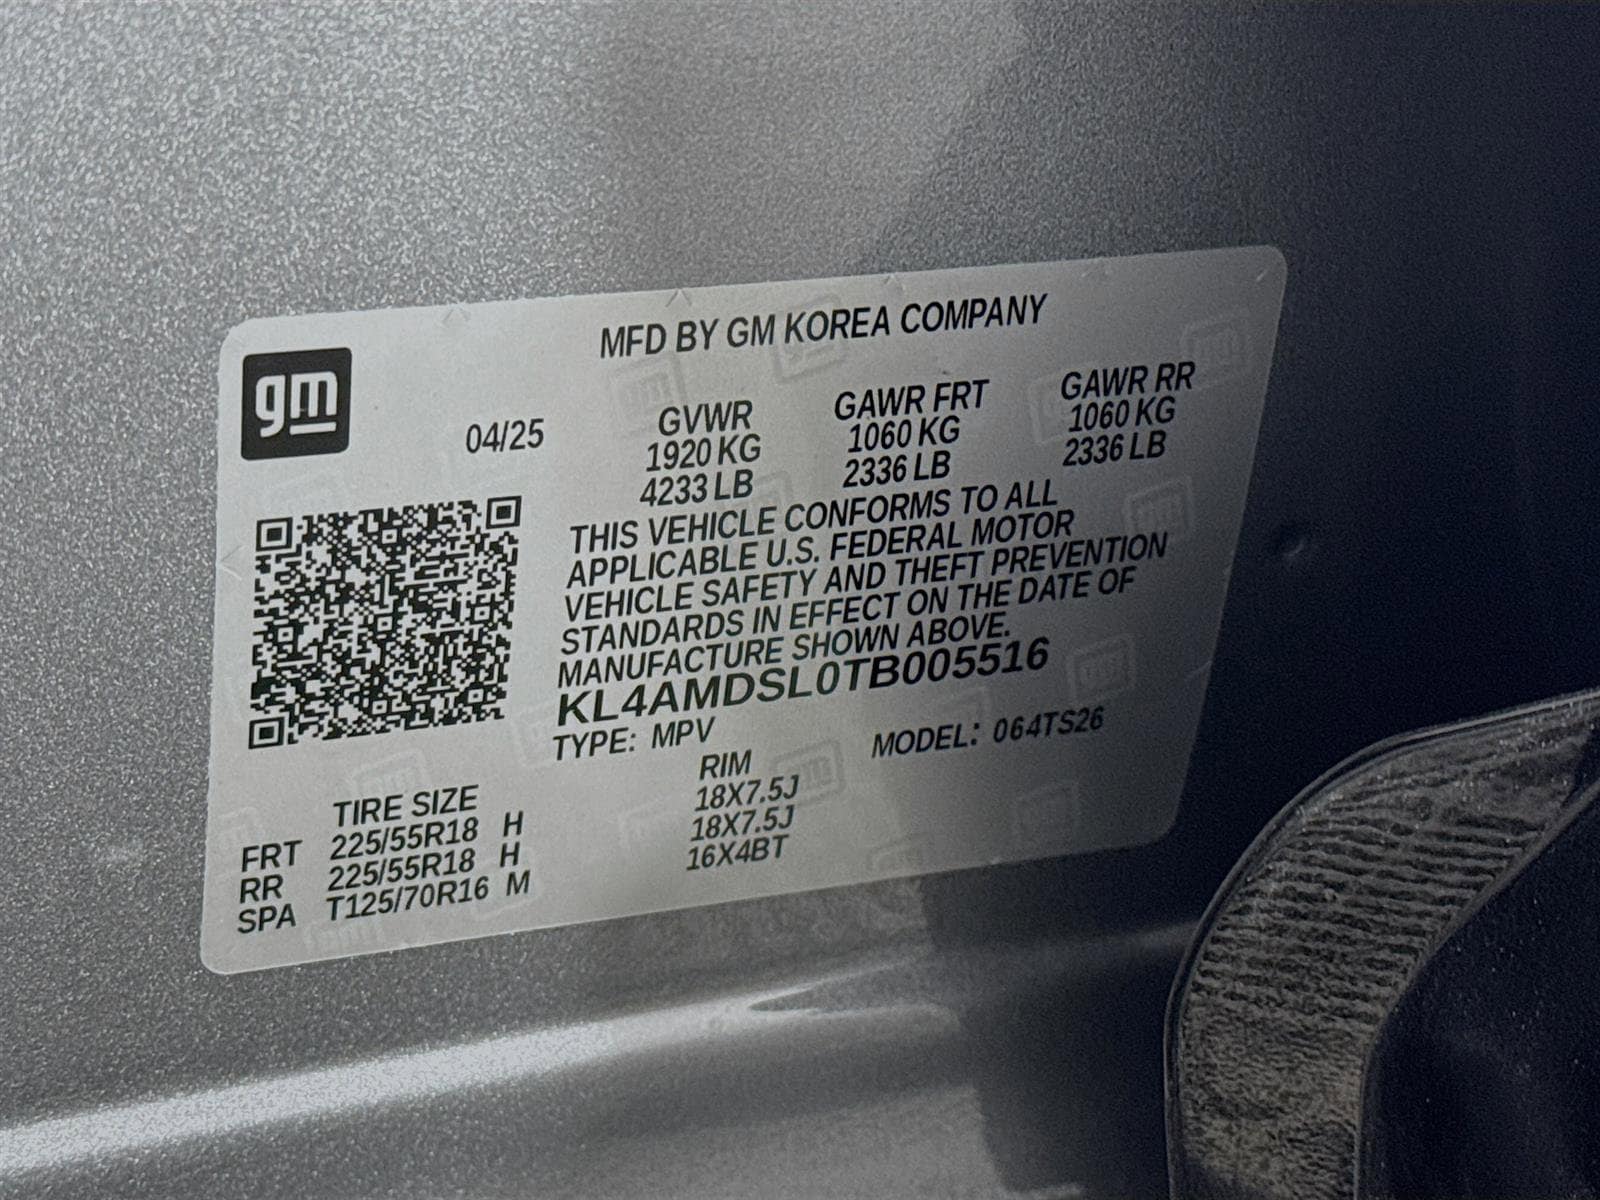 MFD BY GM KOREA COMPANY
gm
04/25
GVWR
1920 KG
4233 LB
GAWR FRT
1060 KG
2336 LB
GAWR RR
1060 KG
2336 LB
THIS VEHICLE CONFORMS TO ALL
APPLICABLE U.S. FEDERAL MOTOR
VEHICLE SAFETY AND THEFT PREVENTION
STANDARDS IN EFFECT ON THE DATE OF
MANUFACTURE SHOWN ABOVE.
KL4AMDSL0TB005516
TYPE: MPV MODEL: 064TS26
TIRE SIZE RIM
FRT 225/55R18 H 18X7.5J
RR 225/55R18 H 18X7.5J
SPA T125/70R16 M 16X4BT